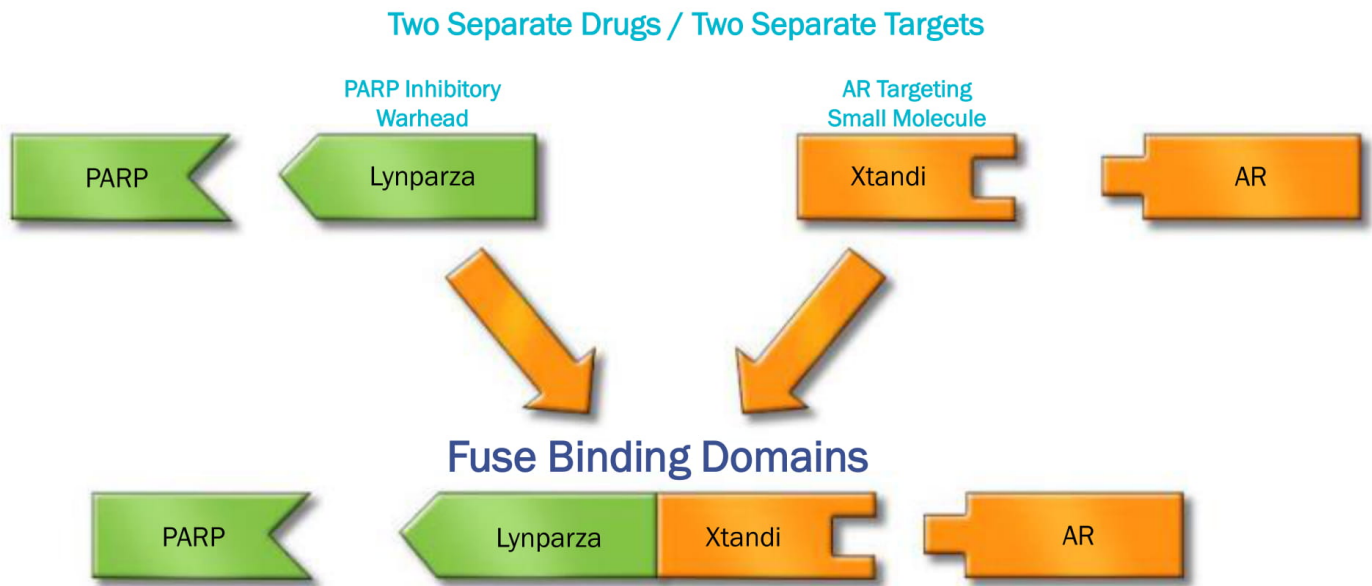 Two Separate Drugs / Two Separate Targets
PARP Inhibitory
Warhead
AR Targeting
Small Molecule
PARP
Lynparza
Xtandi
AR
Fuse Binding Domains
PARP
Lynparza
Xtandi
AR